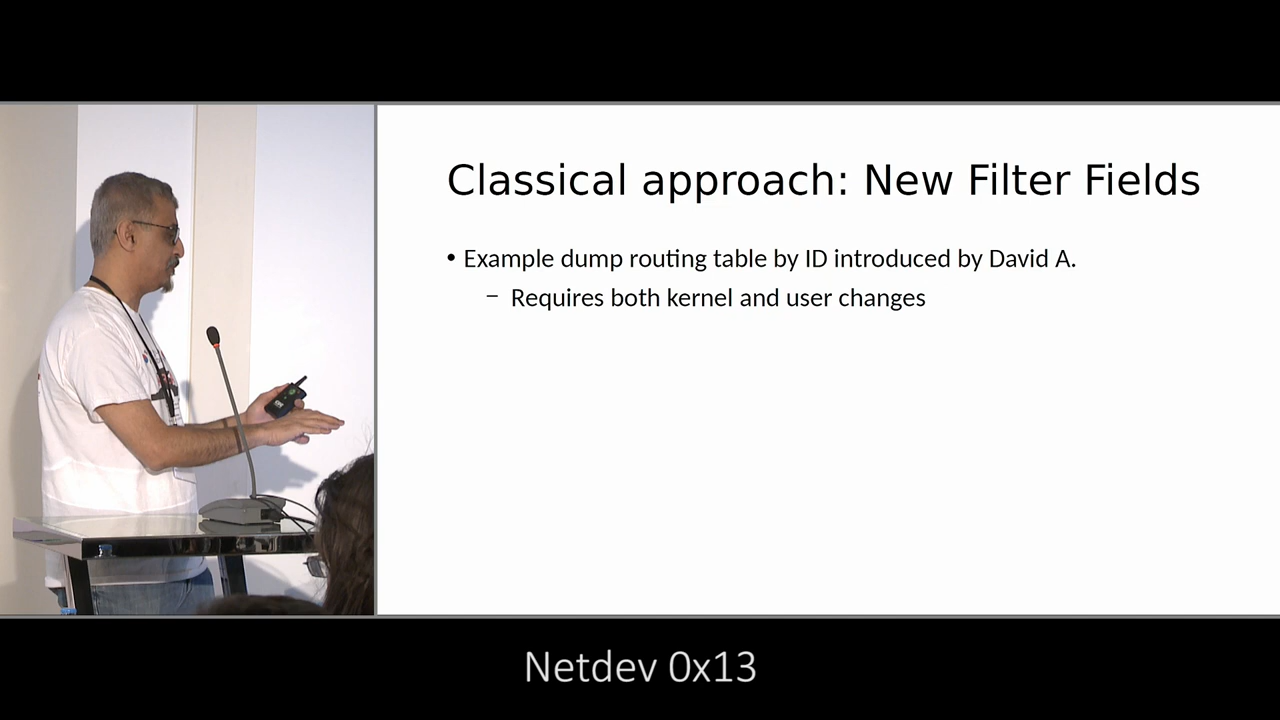 Classical approach: New Filter Fields
• Example dump routing table by ID introduced by David A.
– Requires both kernel and user changes
Netdev 0x13